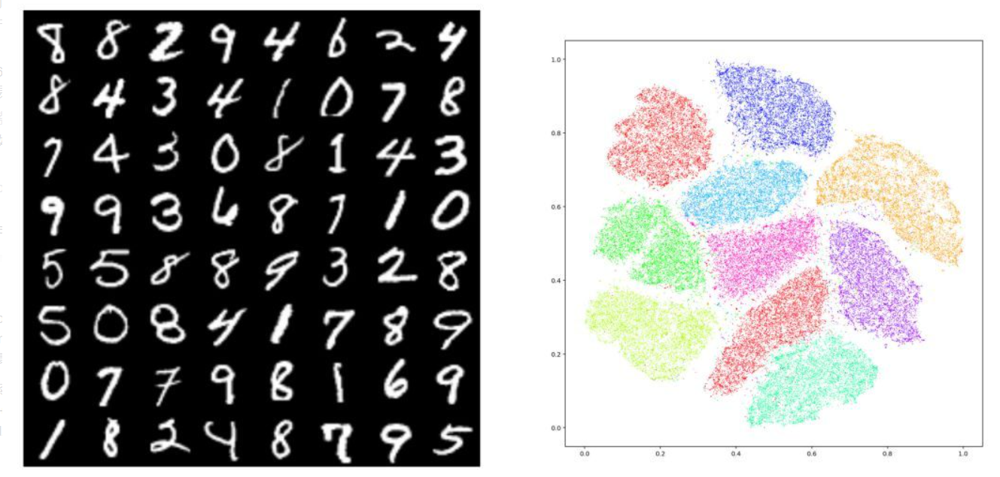 8 8 2 9 4 6 2 4
8 4 3 4 1 0 7 8
7 4 3 0 8 1 4 3
9 9 3 6 8 7 1 0
5 5 8 8 9 3 2 8
5 0 8 4 1 7 8 9
0 7 7 9 8 1 6 9
1 8 2 4 8 7 9 5
1.0
0.8
0.6
0.4
0.2
0.0
0.0 0.2 0.4 0.6 0.8 1.0